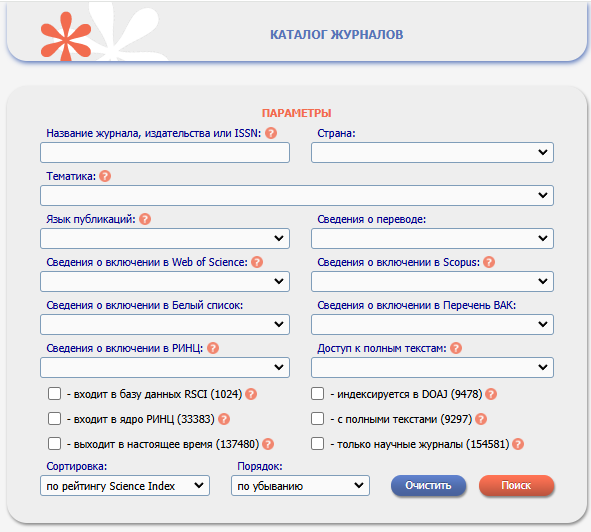 КАТАЛОГ ЖУРНАЛОВ
ПАРАМЕТРЫ
Название журнала, издательства или ISSN: ?
Страна:
Тематика: ?
Язык публикаций: ?
Сведения о переводе:
Сведения о включении в Web of Science: ?
Сведения о включении в Scopus: ?
Сведения о включении в Белый список:
Сведения о включении в Перечень ВАК:
Сведения о включении в РИНЦ: ?
Доступ к полным текстам: ?
- входит в базу данных RSCI (1024) ?
- индексируется в DOAJ (9478) ?
- входит в ядро РИНЦ (33383) ?
- с полными текстами (9297) ?
- выходит в настоящее время (137480) ?
- только научные журналы (154581) ?
Сортировка:
Порядок:
по рейтингу Science Index
по убыванию
Очистить
Поиск